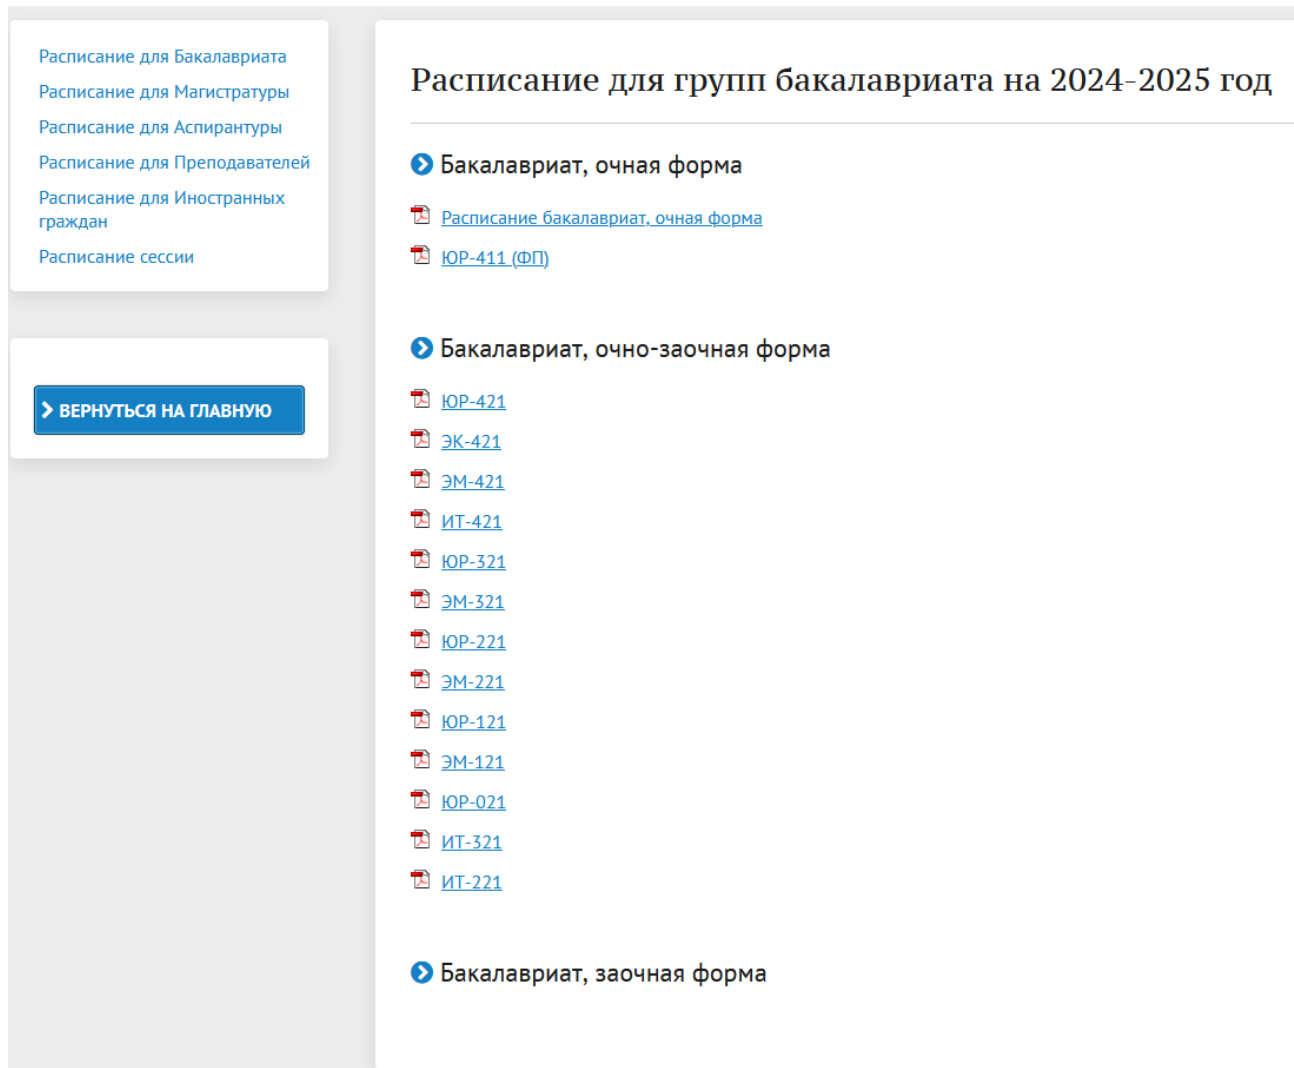 Расписание для Бакалавриата
Расписание для Магистратуры
Расписание для Аспирантуры
Расписание для Преподавателей
Расписание для Иностранных
граждан
Расписание сессии
ВЕРНУТЬСЯ НА ГЛАВНУЮ
Расписание для групп бакалавриата на 2024-2025 год
Бакалавриат, очная форма
Расписание бакалавриат, очная форма
ЮР-411 (ФП)
Бакалавриат, очно-заочная форма
ЮР-421
ЭК-421
ЭМ-421
ИТ-421
ЮР-321
ЭМ-321
ЮР-221
ЭМ-221
ЮР-121
ЭМ-121
ЮР-021
ИТ-321
ИТ-221
Бакалавриат, заочная форма